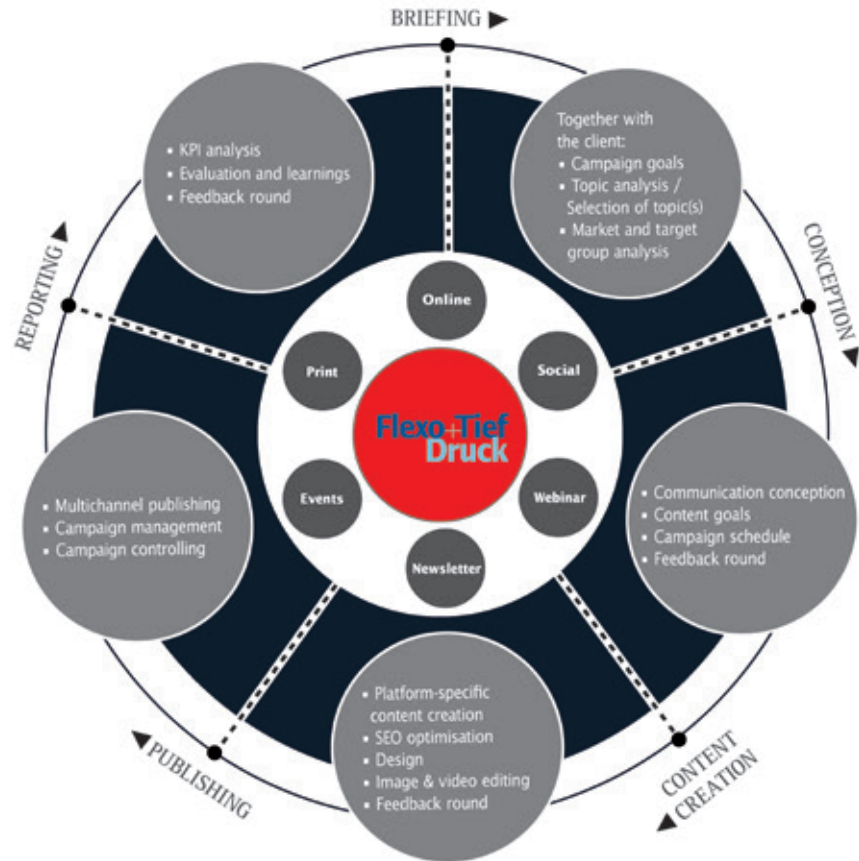 BRIEFING ▶
Together with
the client:
▪ Campaign goals
▪ Topic analysis /
Selection of topic(s)
▪ Market and target
group analysis
CONCEPTION ▶
▪ Communication conception
▪ Content goals
▪ Campaign schedule
▪ Feedback round
CONTENT
CREATION ▶
▪ Platform-specific
content creation
▪ SEO optimisation
▪ Design
▪ Image & video editing
▪ Feedback round
PUBLISHING ▶
▪ Multichannel publishing
▪ Campaign management
▪ Campaign controlling
REPORTING ▶
▪ KPI analysis
▪ Evaluation and learnings
▪ Feedback round
Online
Social
Webinar
Newsletter
Events
Print
Flexo+Tief
Druck